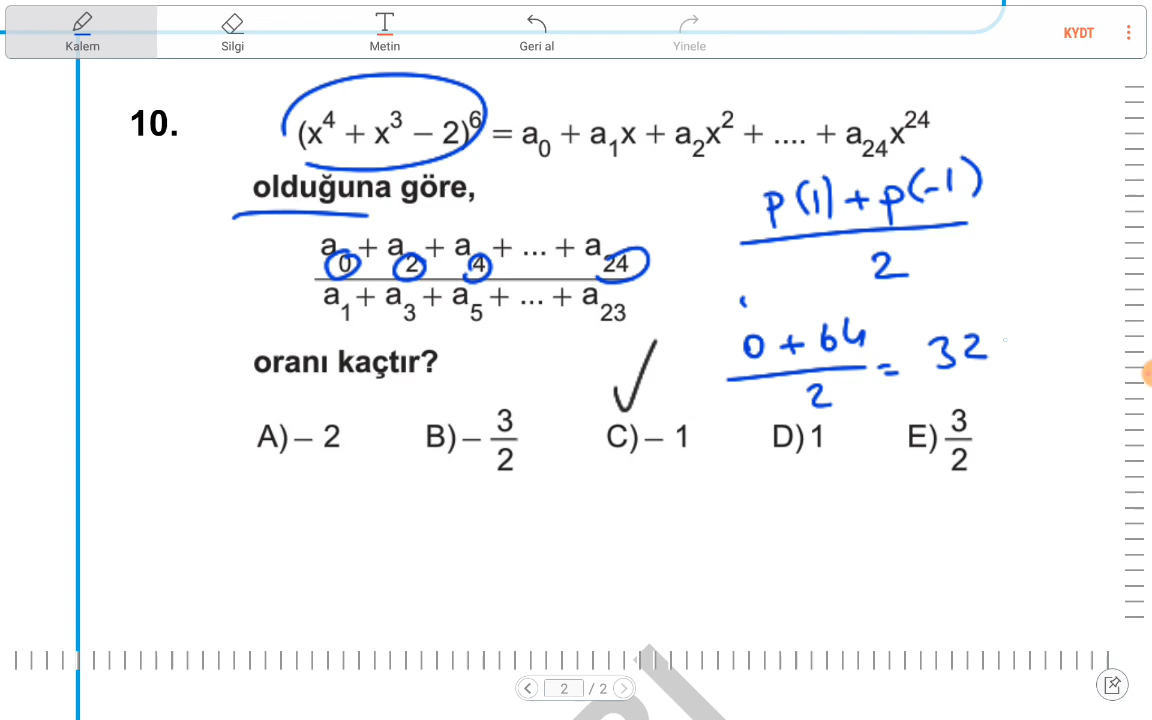 Kalem Silgi Metin Geri al Yinele KYDT
10. (x⁴ + x³ – 2)⁶ = a₀ + a₁x + a₂x² + .... + a₂₄x²⁴
olduğuna göre,
p(1) + p(-1)
2
a₀ + a₂ + a₄ + ... + a₂₄
a₁ + a₃ + a₅ + ... + a₂₃
0 + 64
2
= 32
oranı kaçtır?
A) – 2 B) – 3/2 C) – 1 D) 1 E) 3/2
2 / 2